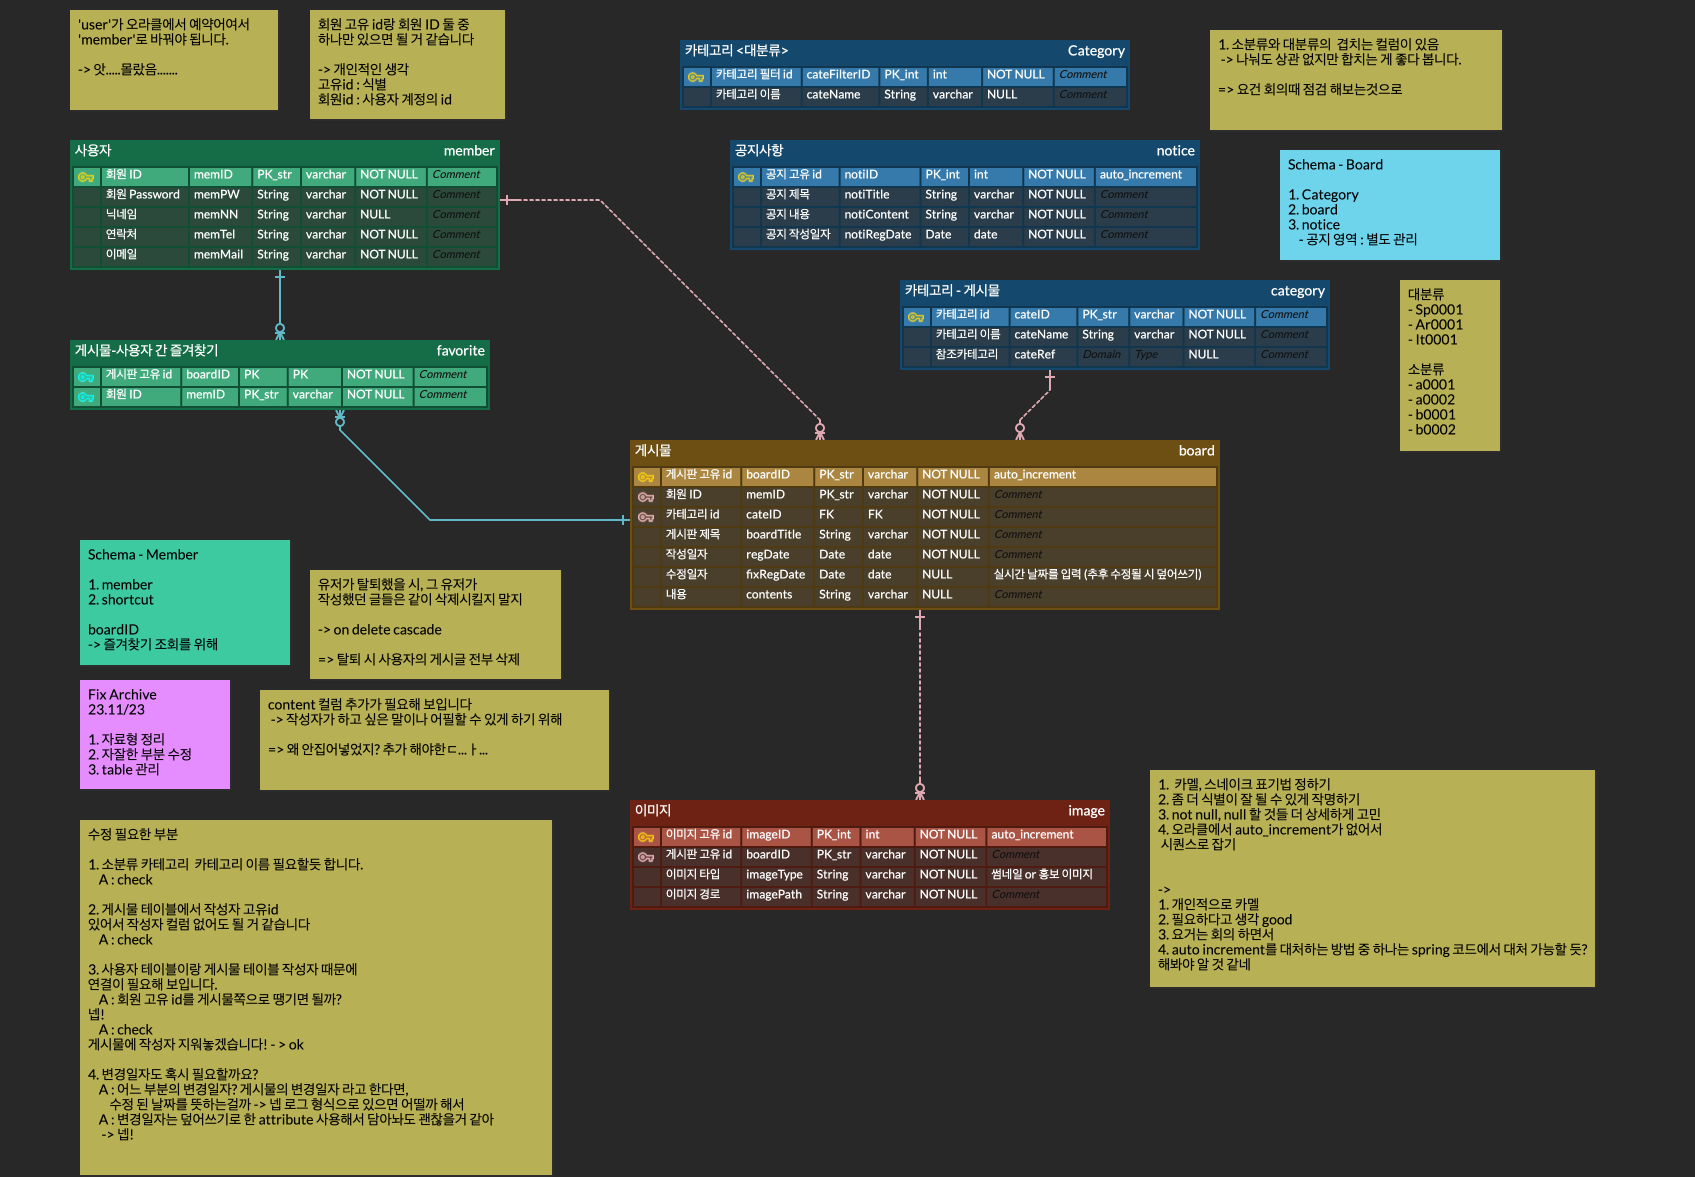 'user'가 오라클에서 예약어여서
'member'로 바꿔야 됩니다.
-> 앗.....몰랐음.......
회원 고유 id랑 회원 ID 둘 중
하나만 있으면 될 거 같습니다
-> 개인적인 생각
고유id : 식별
회원id : 사용자 계정의 id
카테고리 <대분류> Category
카테고리 필터 id cateFilterID PK_int int NOT NULL Comment
카테고리 이름 cateName String varchar NULL Comment
1. 소분류와 대분류의 겹치는 컬럼이 있음
-> 나눠도 상관 없지만 합치는 게 좋다 봅니다.
=> 요건 회의때 점검 해보는것으로
사용자 member
회원 ID memID PK_str varchar NOT NULL Comment
회원 Password memPW String varchar NOT NULL Comment
닉네임 memNN String varchar NULL Comment
연락처 memTel String varchar NOT NULL Comment
이메일 memMail String varchar NOT NULL Comment
공지사항 notice
공지 고유 id notiID PK_int int NOT NULL auto_increment
공지 제목 notiTitle String varchar NOT NULL Comment
공지 내용 notiContent String varchar NOT NULL Comment
공지 작성일자 notiRegDate Date date NOT NULL Comment
Schema - Board
1. Category
2. board
3. notice
- 공지 영역 : 별도 관리
카테고리 - 게시물 category
카테고리 id cateID PK_str varchar NOT NULL Comment
카테고리 이름 cateName String varchar NOT NULL Comment
참조카테고리 cateRef Domain Type NULL Comment
대분류
- Sp0001
- Ar0001
- It0001
소분류
- a0001
- a0002
- b0001
- b0002
게시물-사용자 간 즐겨찾기 favorite
게시판 고유 id boardID PK PK NOT NULL Comment
회원 ID memID PK_str varchar NOT NULL Comment
게시물 board
게시판 고유 id boardID PK_str varchar NOT NULL auto_increment
회원 ID memID PK_str varchar NOT NULL Comment
카테고리 id cateID FK FK NOT NULL Comment
게시판 제목 boardTitle String varchar NOT NULL Comment
작성일자 regDate Date date NOT NULL Comment
수정일자 fixRegDate Date date NULL 실시간 날짜를 입력 (추후 수정될 시 덮어쓰기)
내용 contents String varchar NULL Comment
Schema - Member
1. member
2. shortcut
boardID
-> 즐겨찾기 조회를 위해
유저가 탈퇴했을 시, 그 유저가
작성했던 글들은 같이 삭제시킬지 말지
-> on delete cascade
=> 탈퇴 시 사용자의 게시글 전부 삭제
Fix Archive
23.11/23
1. 자료형 정리
2. 자잘한 부분 수정
3. table 관리
content 컬럼 추가가 필요해 보입니다
-> 작성자가 하고 싶은 말이나 어필할 수 있게 하기 위해
=> 왜 안집어넣었지? 추가 해야한ㄷ...ㅏ...
이미지 image
이미지 고유 id imageID PK_int int NOT NULL auto_increment
게시판 고유 id boardID PK_str varchar NOT NULL Comment
이미지 타입 imageType String varchar NOT NULL 썸네일 or 홍보 이미지
이미지 경로 imagePath String varchar NOT NULL Comment
1. 카멜, 스네이크 표기법 정하기
2. 좀 더 식별이 잘 될 수 있게 작명하기
3. not null, null 할 것들 더 상세하게 고민
4. 오라클에서 auto_increment가 없어서
시퀀스로 잡기
->
1. 개인적으로 카멜
2. 필요하다고 생각 good
3. 요거는 회의 하면서
4. auto increment를 대처하는 방법 중 하나는 spring 코드에서 대처 가능할 듯?
해봐야 알 것 같네
수정 필요한 부분
1. 소분류 카테고리 카테고리 이름 필요할듯 합니다.
A : check
2. 게시물 테이블에서 작성자 고유id
있어서 작성자 컬럼 없어도 될 거 같습니다
A : check
3. 사용자 테이블이랑 게시물 테이블 작성자 때문에
연결이 필요해 보입니다.
A : 회원 고유 id를 게시물쪽으로 땡기면 될까?
넵!
A : check
게시물에 작성자 지워놓겠습니다! - > ok
4. 변경일자도 혹시 필요할까요?
A : 어느 부분의 변경일자? 게시물의 변경일자 라고 한다면,
수정 된 날짜를 뜻하는걸까 -> 넵 로그 형식으로 있으면 어떨까 해서
A : 변경일자는 덮어쓰기로 한 attribute 사용해서 담아놔도 괜찮을거 같아
-> 넵!